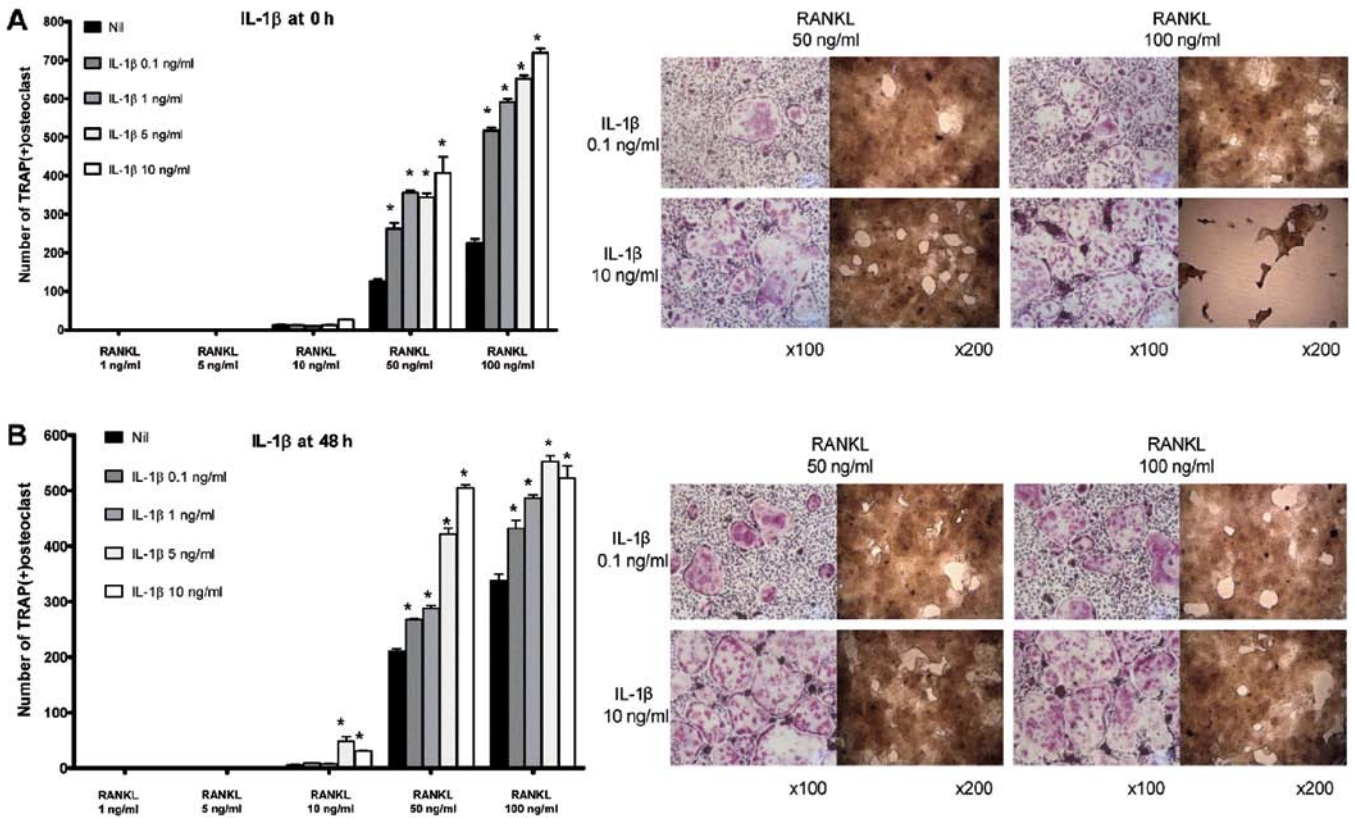 A
IL-1β at 0 h
Number of TRAP(+)osteoclast
800
700
600
500
400
300
200
100
0
Nil
IL-1β 0.1 ng/ml
IL-1β 1 ng/ml
IL-1β 5 ng/ml
IL-1β 10 ng/ml
* * * *
* * * *
RANKL RANKL RANKL RANKL RANKL
1 ng/ml 5 ng/ml 10 ng/ml 50 ng/ml 100 ng/ml
RANKL RANKL
50 ng/ml 100 ng/ml
IL-1β
0.1 ng/ml
IL-1β
10 ng/ml
x100 x200 x100 x200
B
IL-1β at 48 h
Number of TRAP(+)osteoclast
600
500
400
300
200
100
0
Nil
IL-1β 0.1 ng/ml
IL-1β 1 ng/ml
IL-1β 5 ng/ml
IL-1β 10 ng/ml
* *
* * * *
* * * *
RANKL RANKL RANKL RANKL RANKL
1 ng/ml 5 ng/ml 10 ng/ml 50 ng/ml 100 ng/ml
RANKL RANKL
50 ng/ml 100 ng/ml
IL-1β
0.1 ng/ml
IL-1β
10 ng/ml
x100 x200 x100 x200